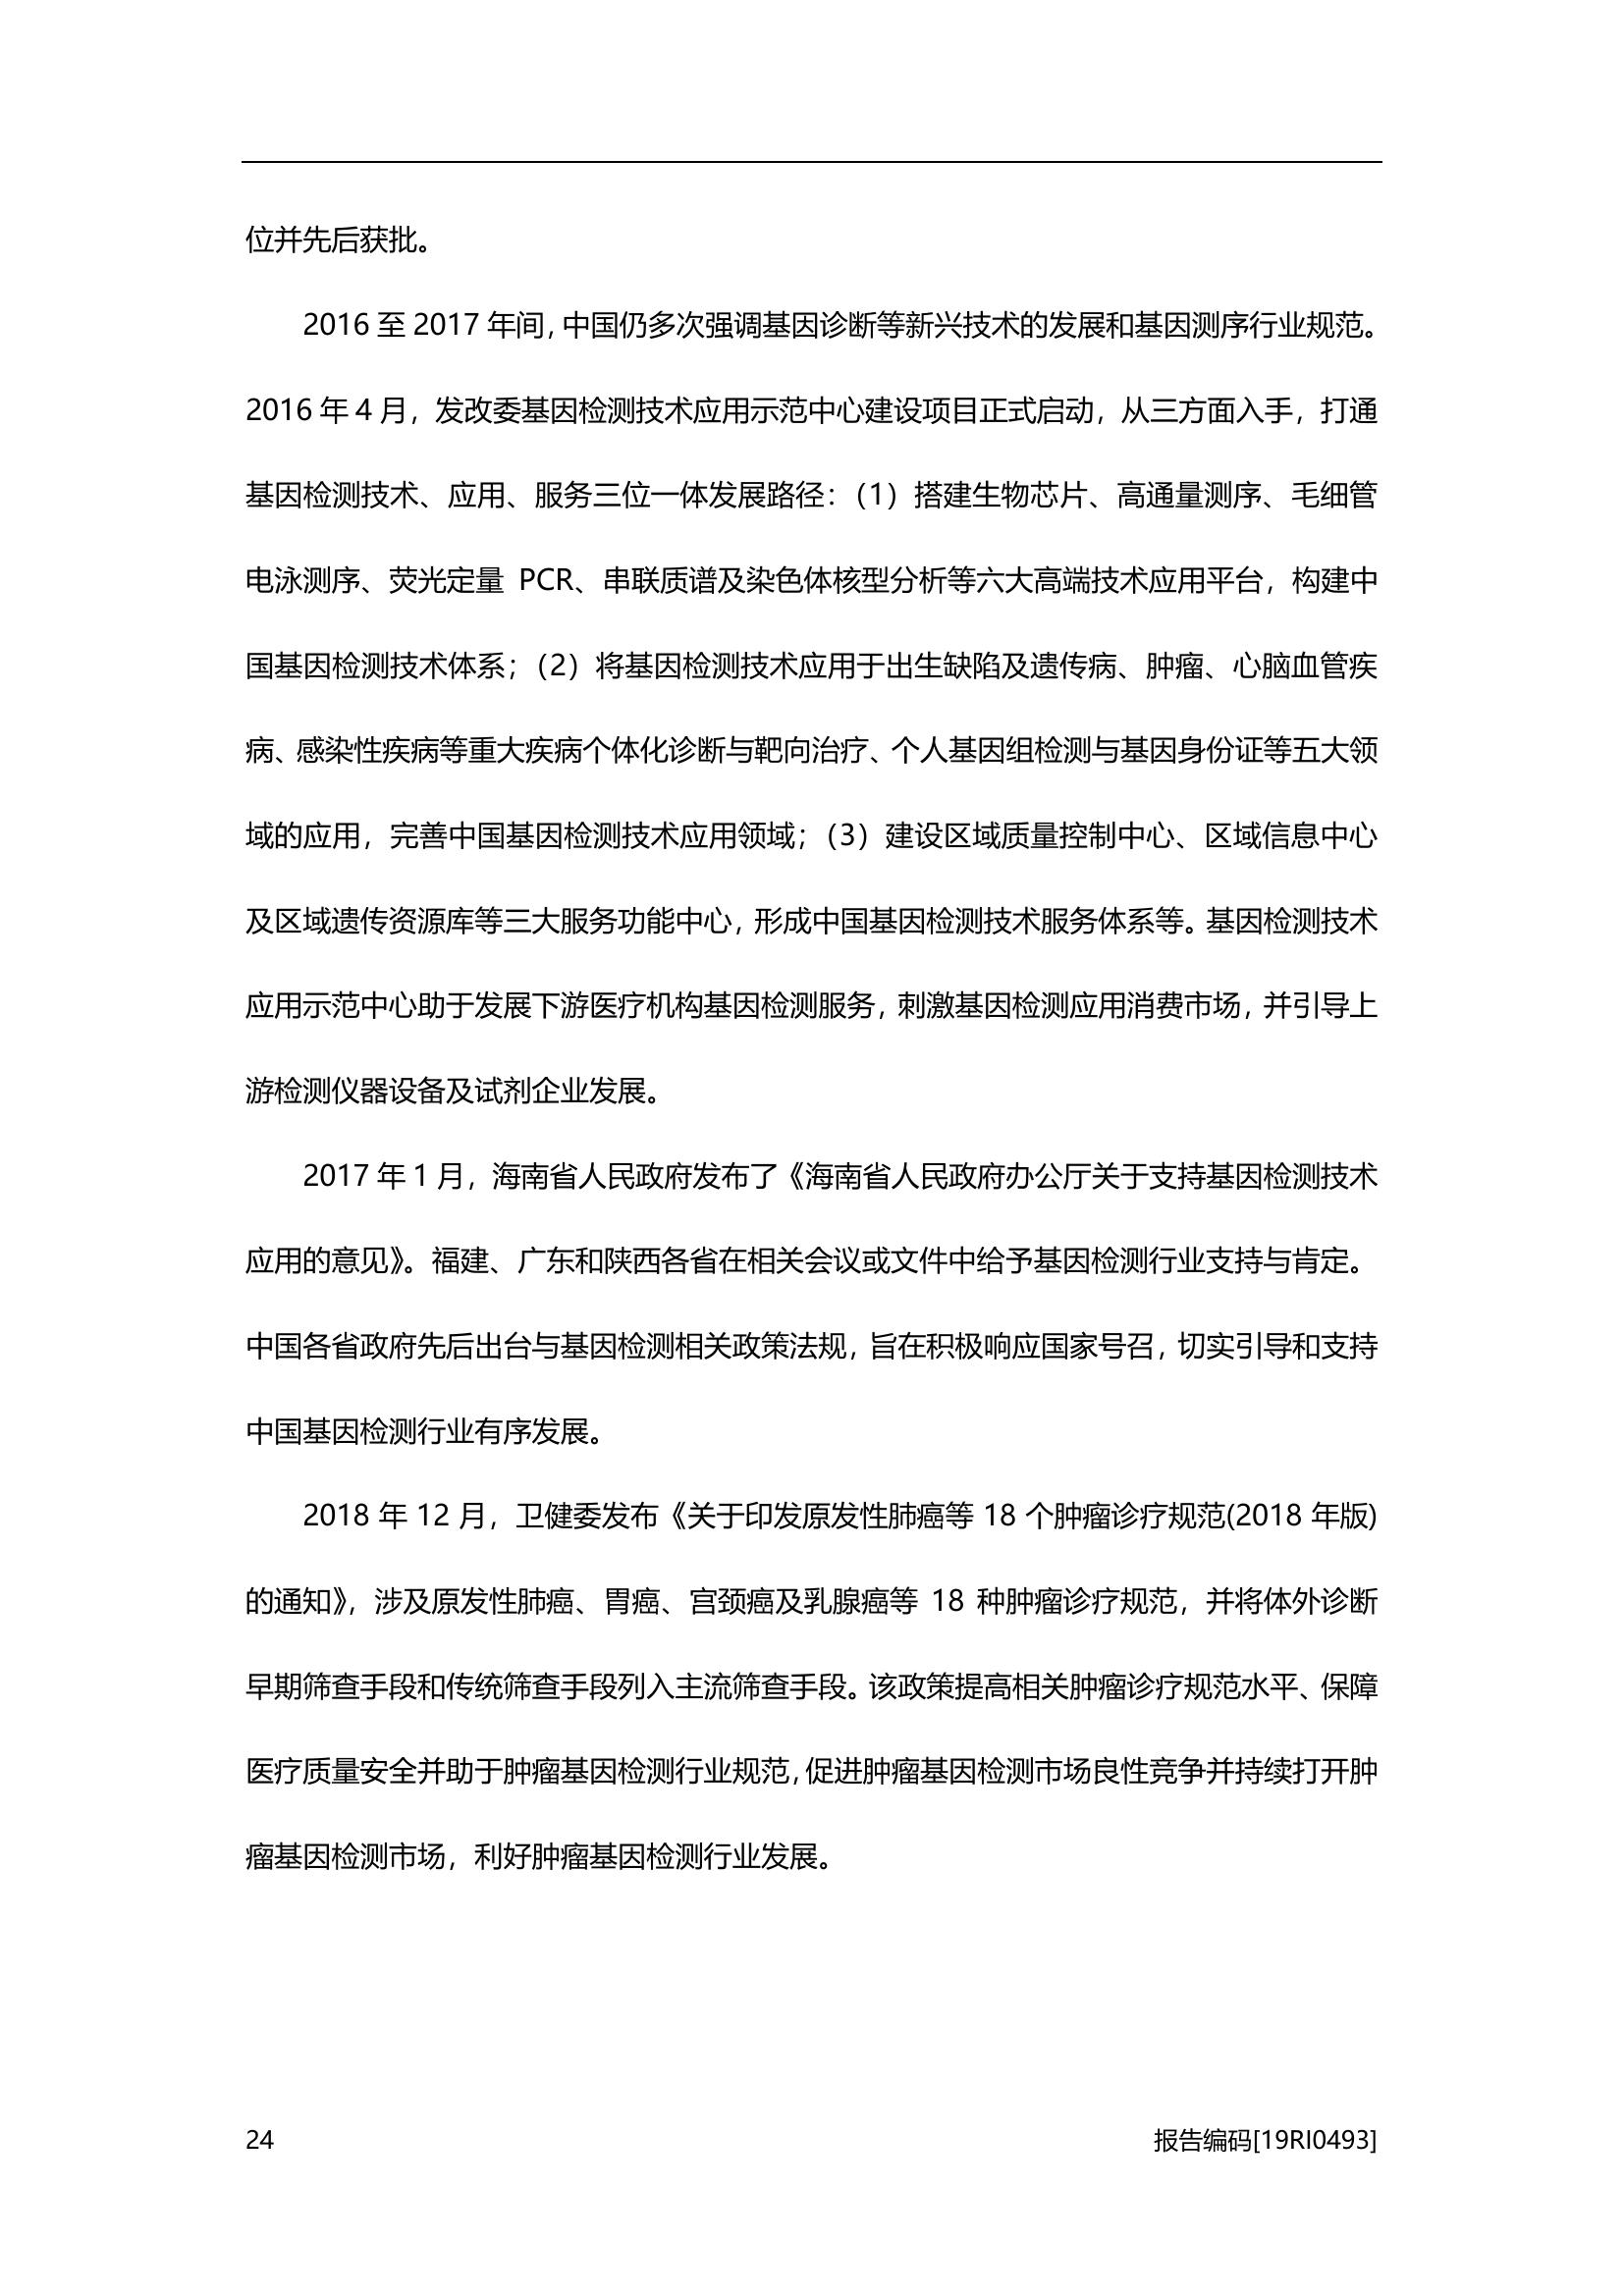 位并先后获批。
2016 至 2017 年间，中国仍多次强调基因诊断等新兴技术的发展和基因测序行业规范。
2016 年 4 月，发改委基因检测技术应用示范中心建设项目正式启动，从三方面入手，打通
基因检测技术、应用、服务三位一体发展路径：（1）搭建生物芯片、高通量测序、毛细管
电泳测序、荧光定量 PCR、串联质谱及染色体核型分析等六大高端技术应用平台，构建中
国基因检测技术体系；（2）将基因检测技术应用于出生缺陷及遗传病、肿瘤、心脑血管疾
病、感染性疾病等重大疾病个体化诊断与靶向治疗、个人基因组检测与基因身份证等五大领
域的应用，完善中国基因检测技术应用领域；（3）建设区域质量控制中心、区域信息中心
及区域遗传资源库等三大服务功能中心，形成中国基因检测技术服务体系等。基因检测技术
应用示范中心助于发展下游医疗机构基因检测服务，刺激基因检测应用消费市场，并引导上
游检测仪器设备及试剂企业发展。
2017 年 1 月，海南省人民政府发布了《海南省人民政府办公厅关于支持基因检测技术
应用的意见》。福建、广东和陕西各省在相关会议或文件中给予基因检测行业支持与肯定。
中国各省政府先后出台与基因检测相关政策法规，旨在积极响应国家号召，切实引导和支持
中国基因检测行业有序发展。
2018 年 12 月，卫健委发布《关于印发原发性肺癌等 18 个肿瘤诊疗规范(2018 年版)
的通知》，涉及原发性肺癌、胃癌、宫颈癌及乳腺癌等 18 种肿瘤诊疗规范，并将体外诊断
早期筛查手段和传统筛查手段列入主流筛查手段。该政策提高相关肿瘤诊疗规范水平、保障
医疗质量安全并助于肿瘤基因检测行业规范，促进肿瘤基因检测市场良性竞争并持续打开肿
瘤基因检测市场，利好肿瘤基因检测行业发展。
24 报告编码[19RI0493]